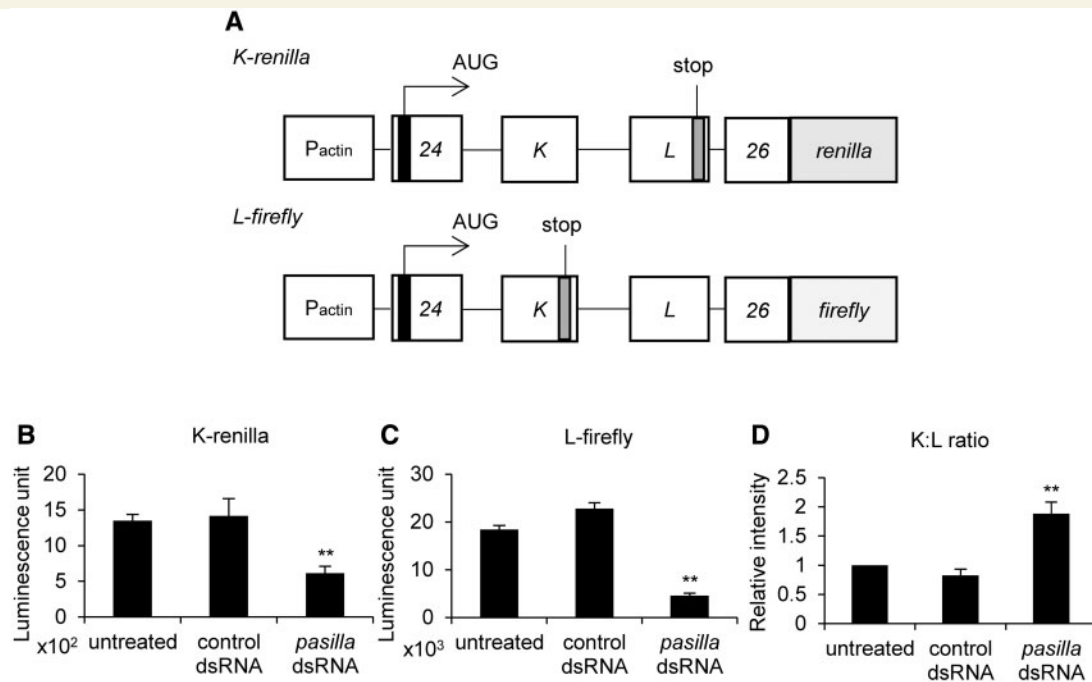 A
K-renilla
AUG
stop
Pactin 24 K L 26 renilla
L-firefly
AUG
stop
Pactin 24 K L 26 firefly
B K-renilla
Luminescence unit
20
15
10
5
0
x10²
**
untreated control dsRNA pasilla dsRNA
C L-firefly
Luminescence unit
30
20
10
0
x10³
**
untreated control dsRNA pasilla dsRNA
D K:L ratio
Relative intensity
2.5
2
1.5
1
0.5
0
**
untreated control dsRNA pasilla dsRNA